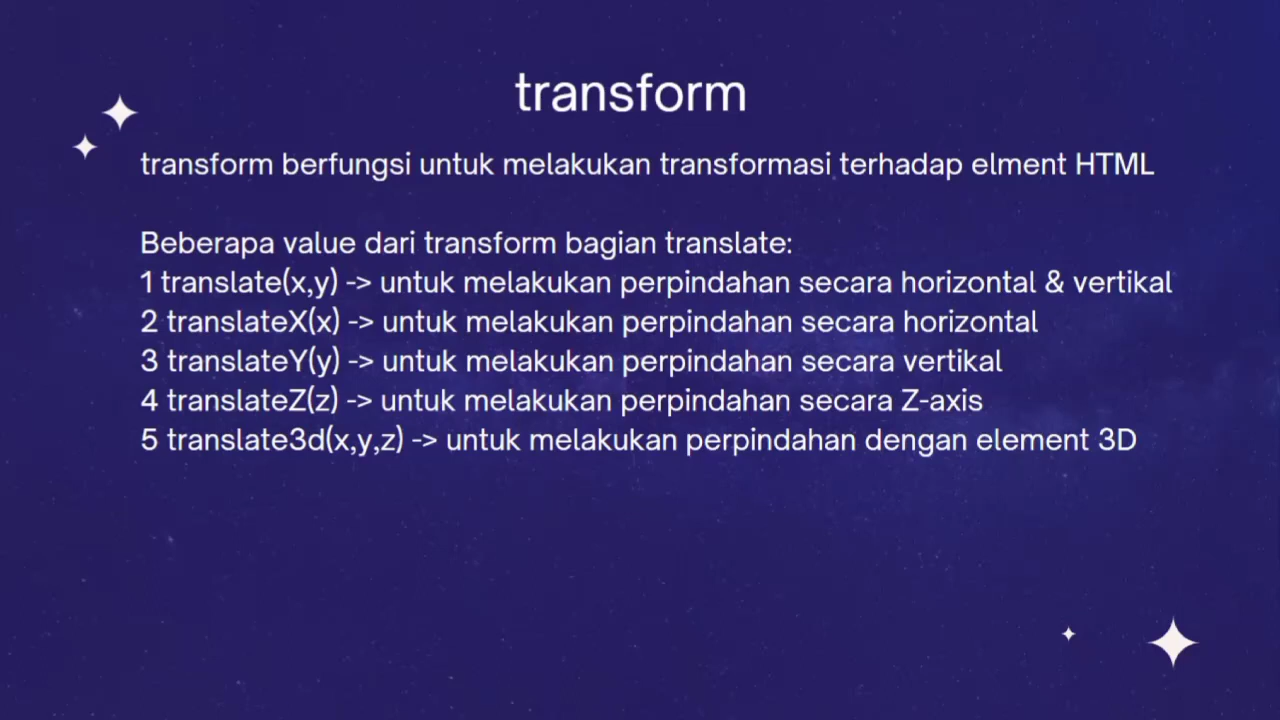 transform
transform berfungsi untuk melakukan transformasi terhadap elment HTML
Beberapa value dari transform bagian translate:
1 translate(x,y) -> untuk melakukan perpindahan secara horizontal & vertikal
2 translateX(x) -> untuk melakukan perpindahan secara horizontal
3 translateY(y) -> untuk melakukan perpindahan secara vertikal
4 translateZ(z) -> untuk melakukan perpindahan secara Z-axis
5 translate3d(x,y,z) -> untuk melakukan perpindahan dengan element 3D